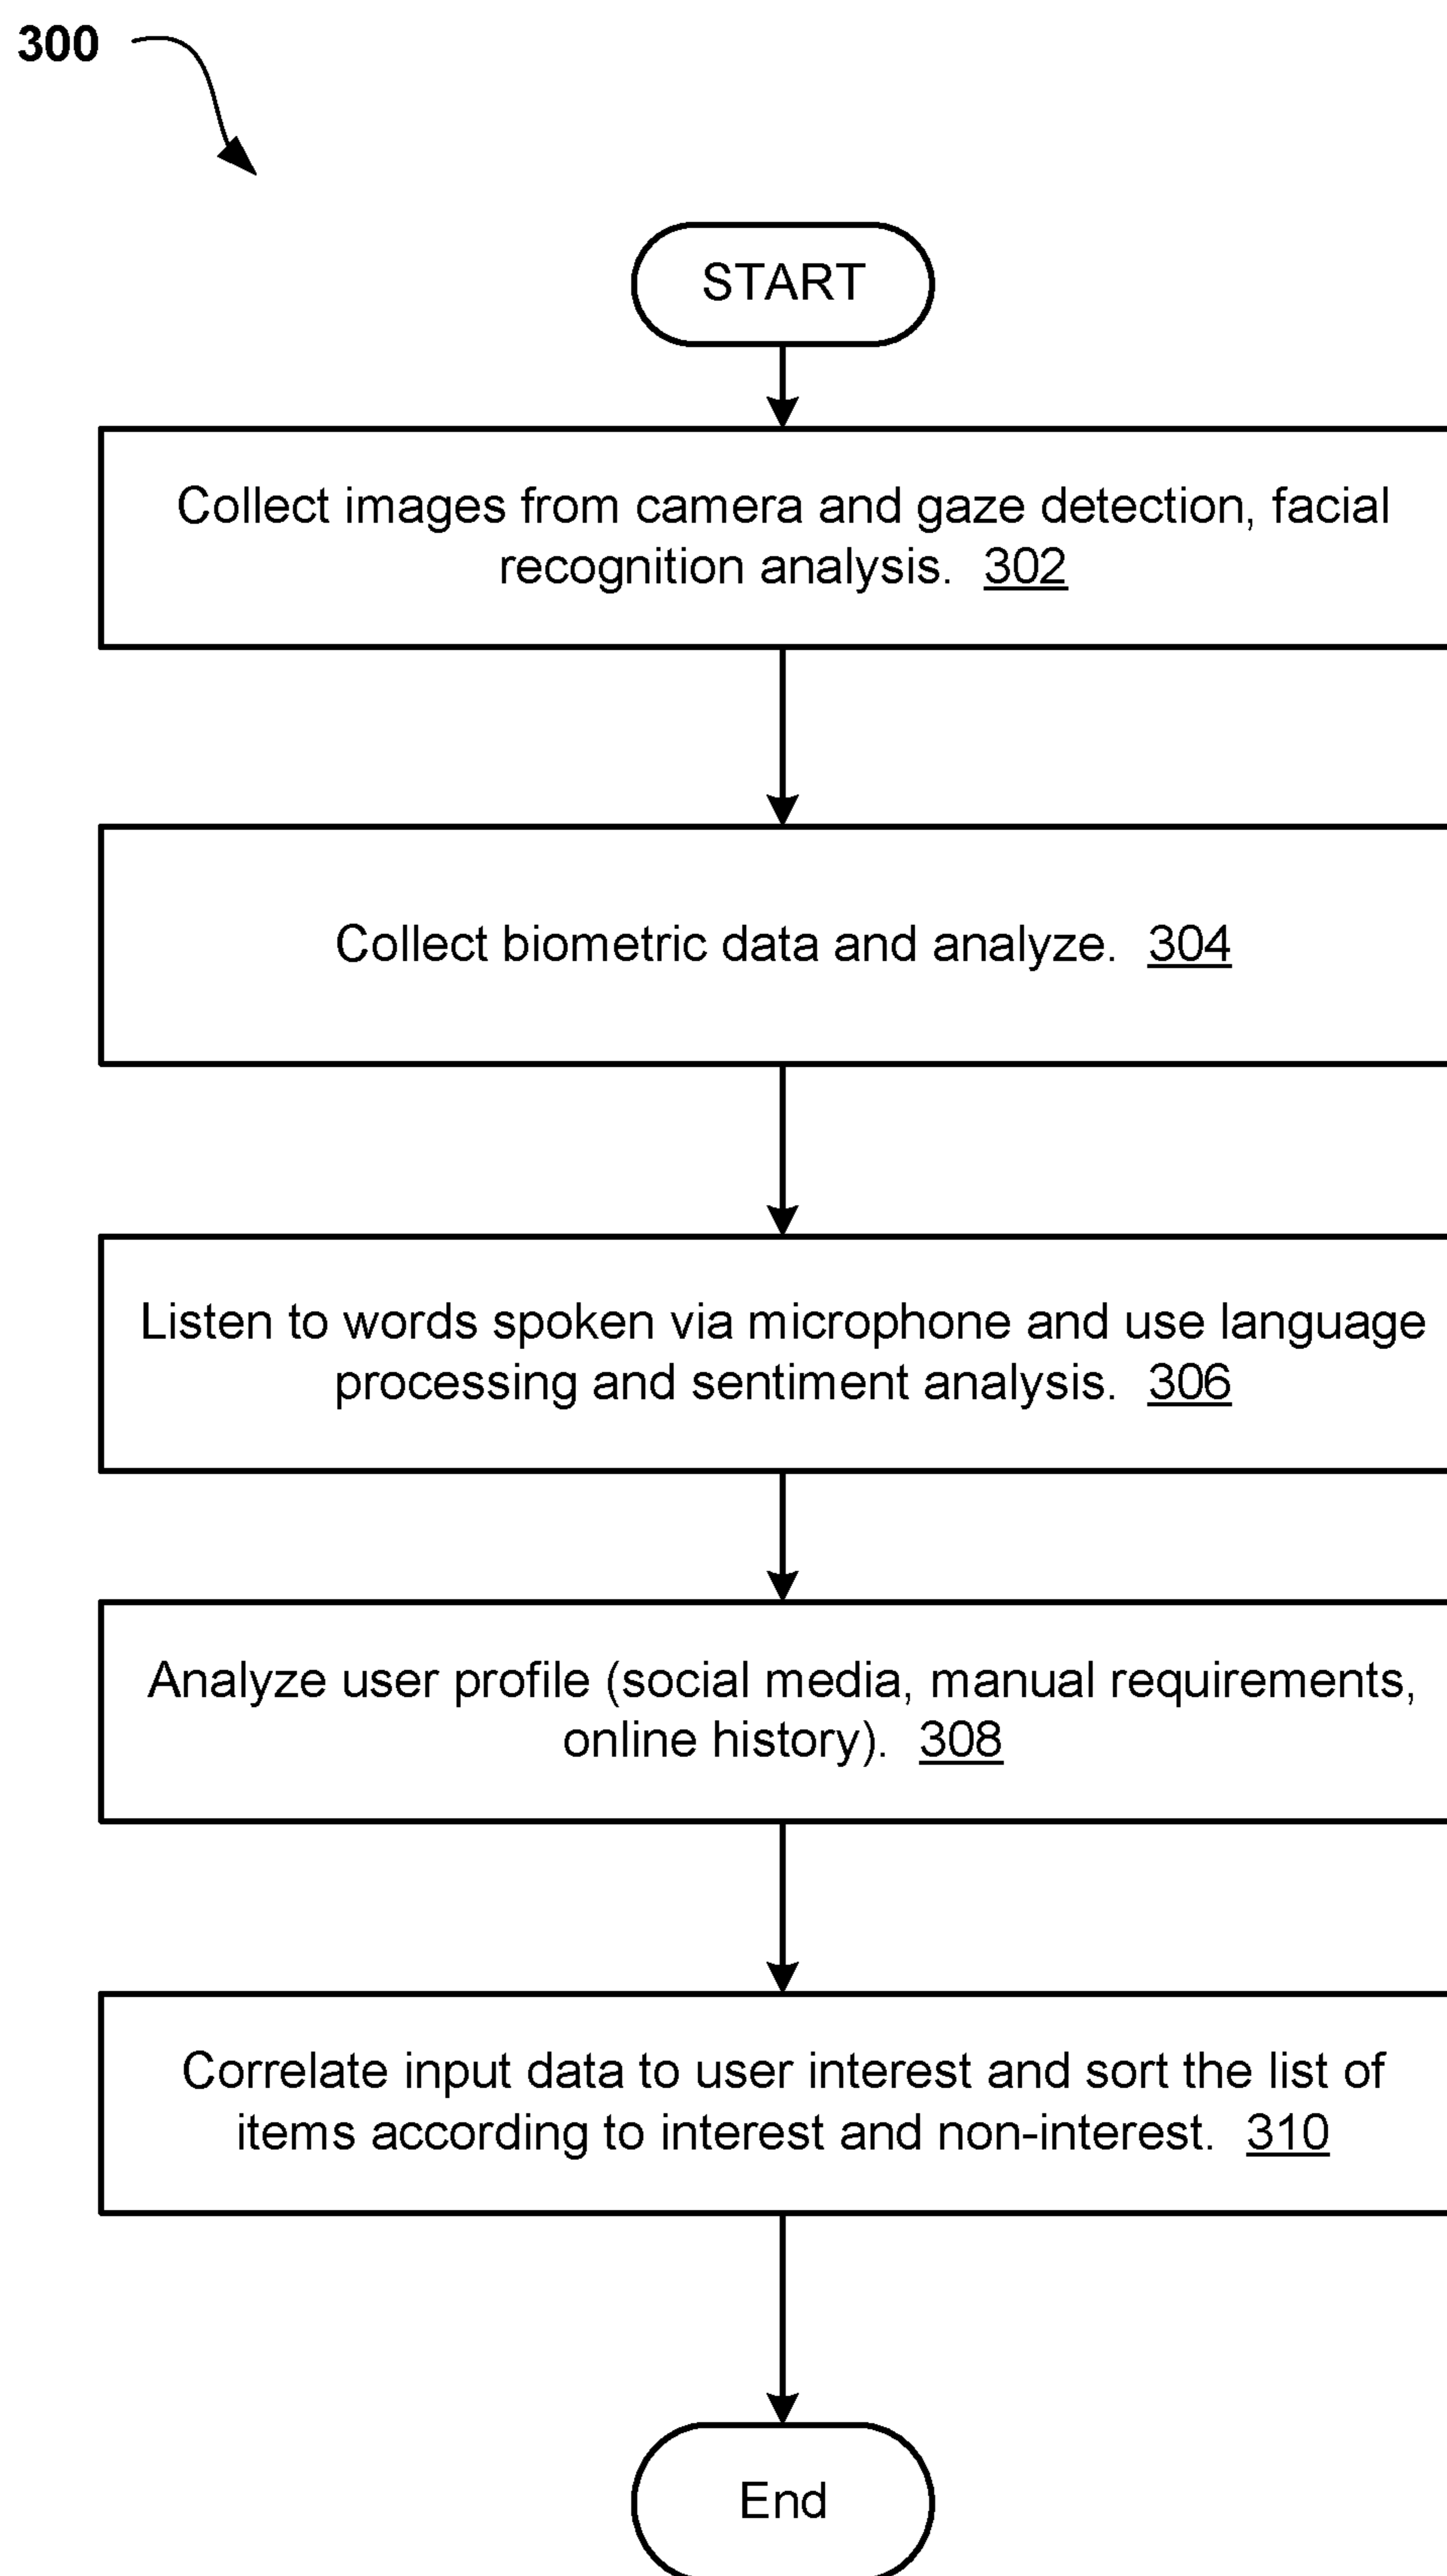 300
START
Collect images from camera and gaze detection, facial
recognition analysis. 302
Collect biometric data and analyze. 304
Listen to words spoken via microphone and use language
processing and sentiment analysis. 306
Analyze user profile (social media, manual requirements,
online history). 308
Correlate input data to user interest and sort the list of
items according to interest and non-interest. 310
End